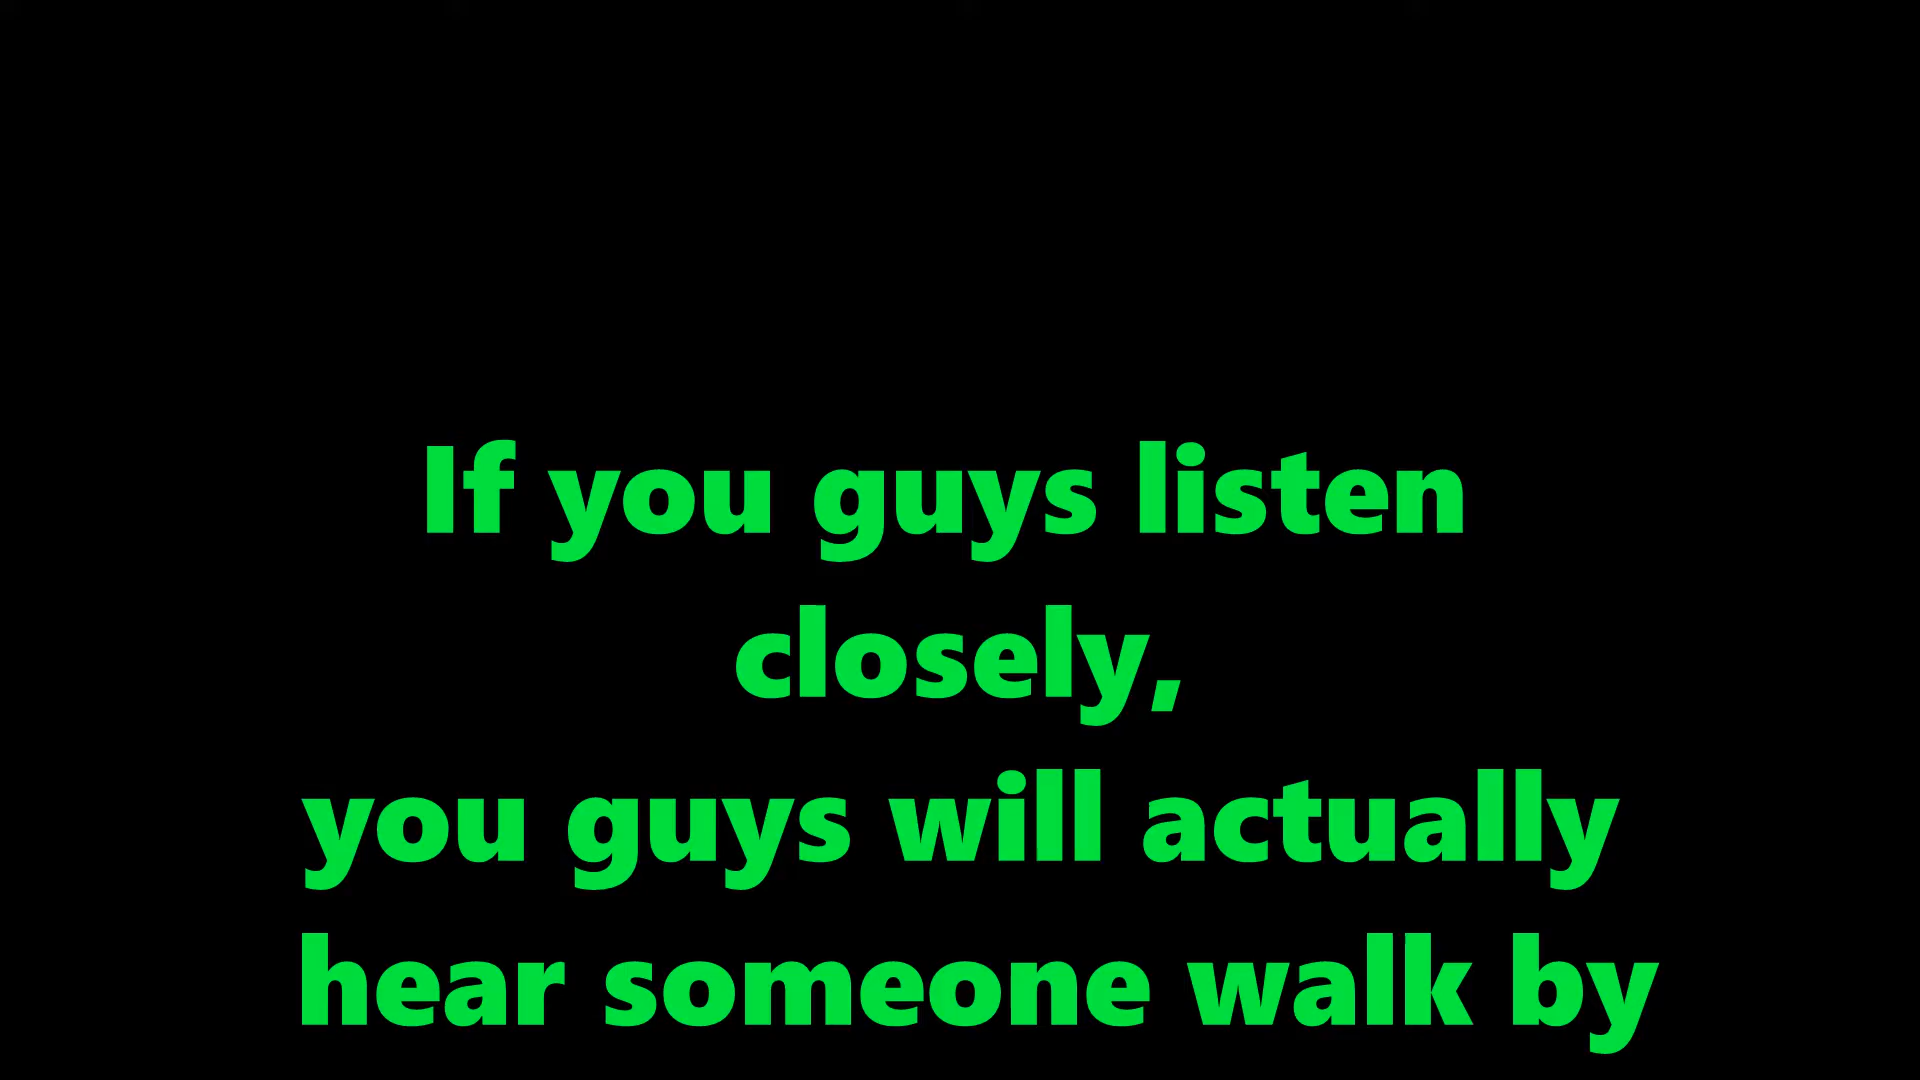 If you guys listen
closely,
you guys will actually
hear someone walk by